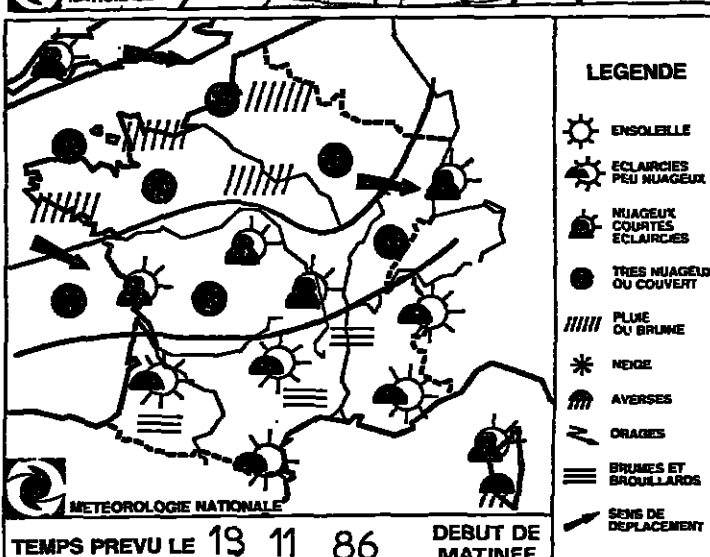 LEGENDE
ENSOLEILLE
ECLAIRCIES
PEU NUAGEUX
NUAGEUX
COURTES
ECLAIRCIES
TRES NUAGEUX
OU COUVERT
PLUIE
OU BRUINE
NEIGE
AVERSES
ORAGES
BRUMES ET
BROUILLARDS
SENS DE
DEPLACEMENT
METEOROLOGIE NATIONALE
TEMPS PREVU LE 19 11 86 DEBUT DE
MATINEE